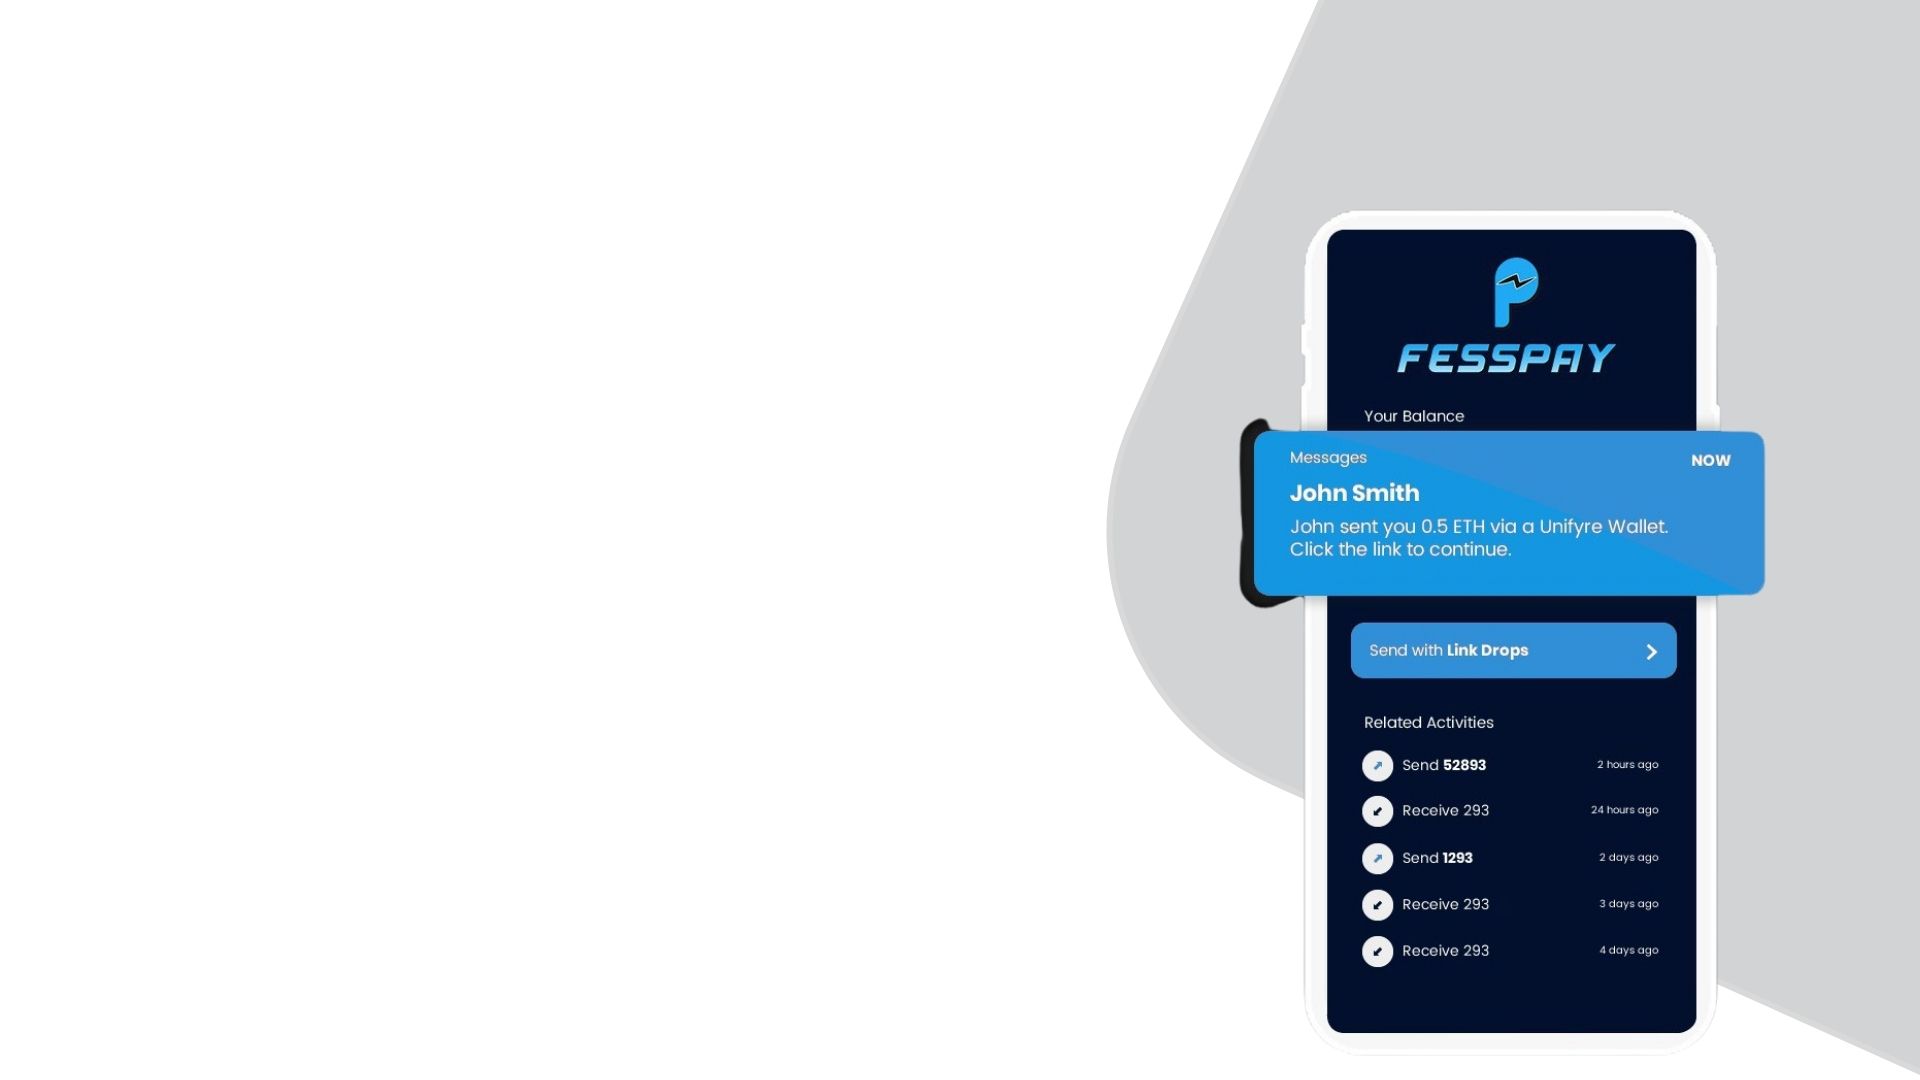 FESSPAY
Your Balance
Messages NOW
John Smith
John sent you 0.5 ETH via a Unifyre Wallet.
Click the link to continue.
Send with Link Drops
Related Activities
Send 52893 2 hours ago
Receive 293 24 hours ago
Send 1293 2 days ago
Receive 293 3 days ago
Receive 293 4 days ago